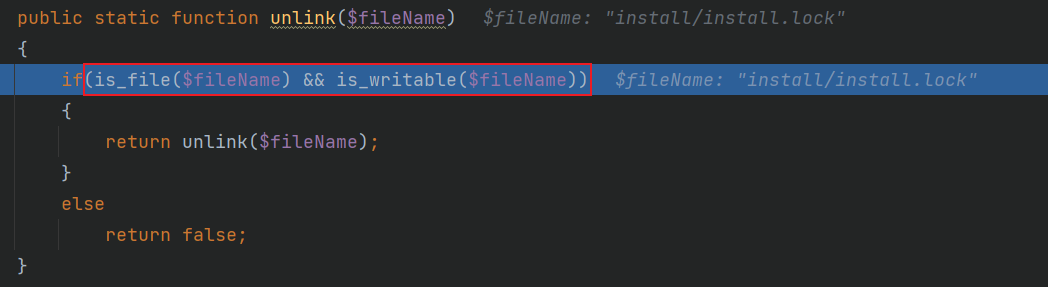 public static function unlink($fileName)   $fileName: "install/install.lock"
{
    if(is_file($fileName) && is_writable($fileName))   $fileName: "install/install.lock"
    {
        return unlink($fileName);
    }
    else
        return false;
}